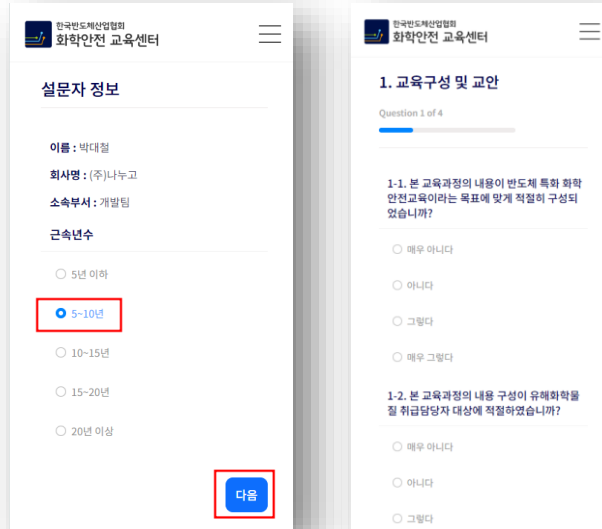 한국반도체산업협회
화학안전 교육센터
설문자 정보
이름 : 박대철
회사명 : (주)나누고
소속부서 : 개발팀
근속년수
5년 이하
5~10년
10~15년
15~20년
20년 이상
다음
한국반도체산업협회
화학안전 교육센터
1. 교육구성 및 교안
Question 1 of 4
1-1. 본 교육과정의 내용이 반도체 특화 화학
안전교육이라는 목표에 맞게 적절히 구성되
었습니까?
매우 아니다
아니다
그렇다
매우 그렇다
1-2. 본 교육과정의 내용 구성이 유해화학물
질 취급담당자 대상에 적절하였습니까?
매우 아니다
아니다
그렇다